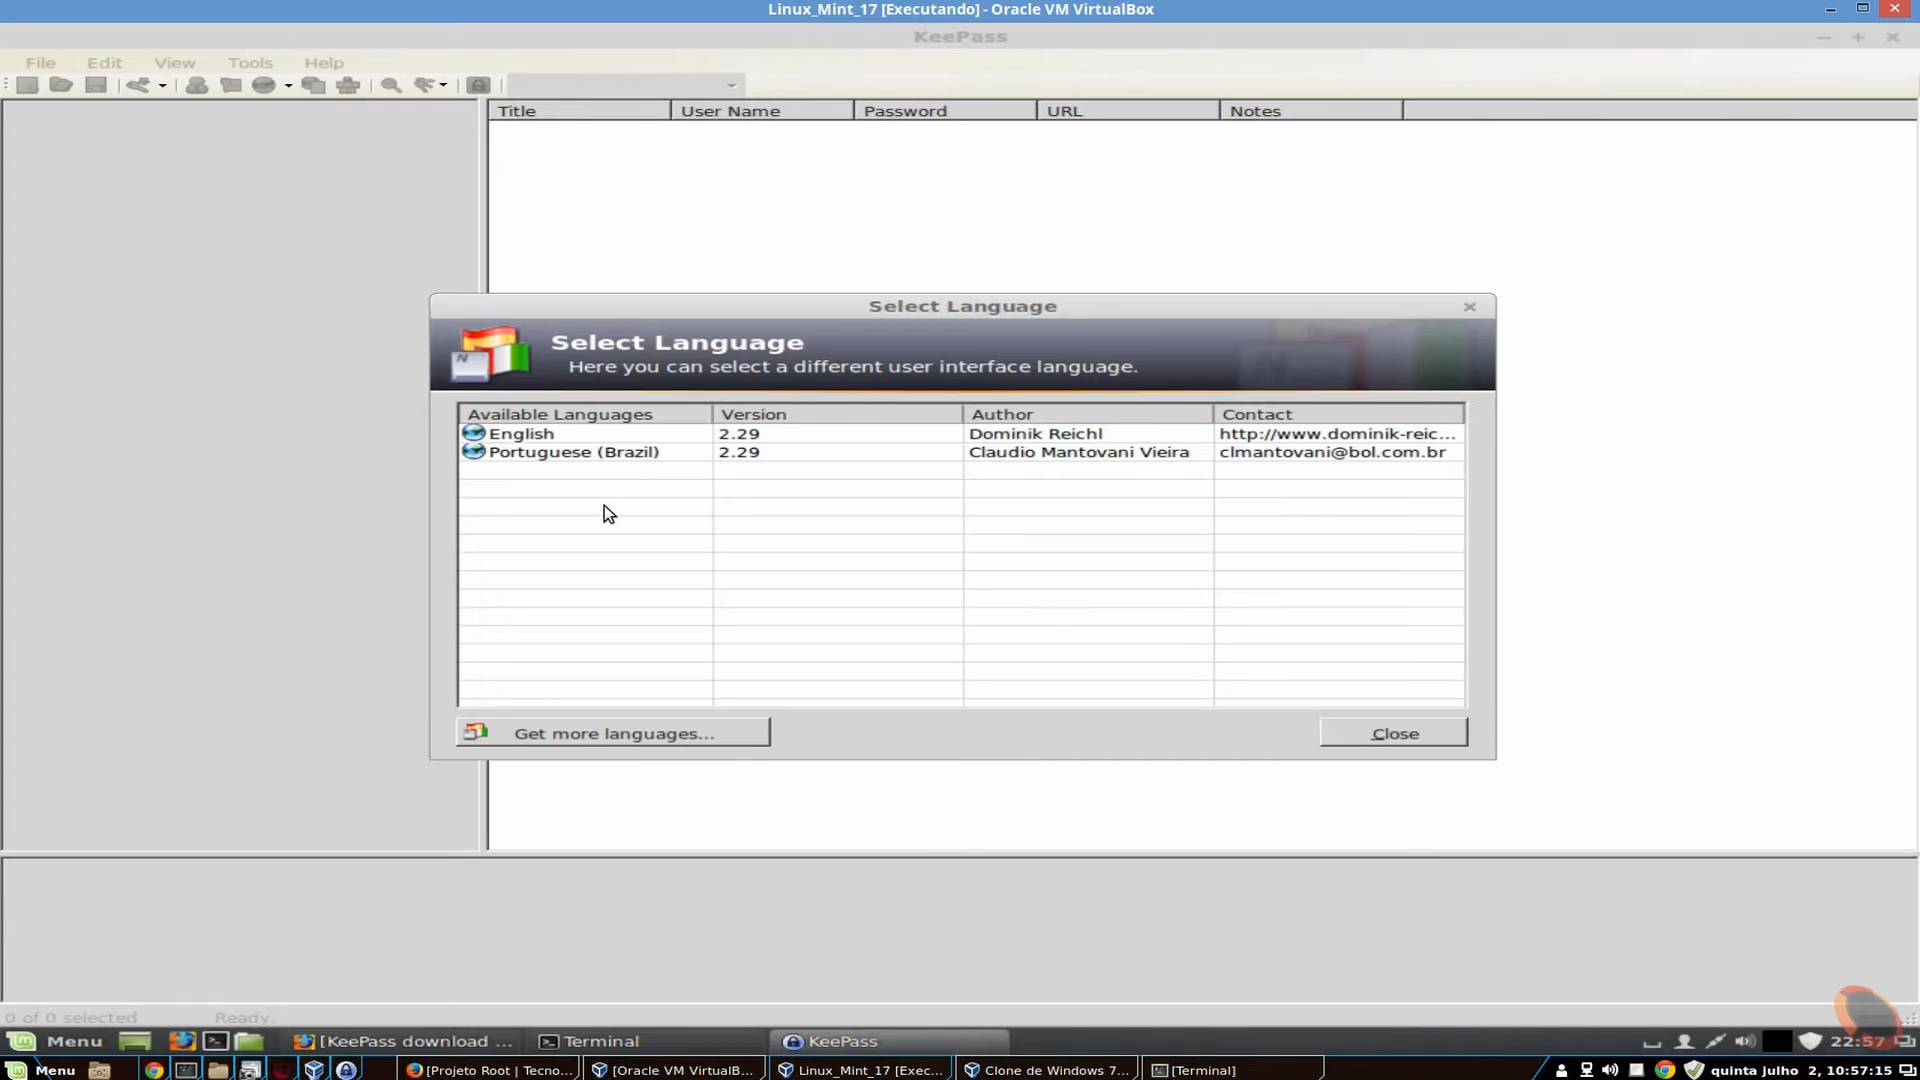 Linux_Mint_17 [Executando] - Oracle VM VirtualBox
KeePass
File Edit View Tools Help
Title User Name Password URL Notes
Select Language
Select Language
Here you can select a different user interface language.
Available Languages Version Author Contact
English 2.29 Dominik Reichl http://www.dominik-reic...
Portuguese (Brazil) 2.29 Claudio Mantovani Vieira clmantovani@bol.com.br
Get more languages... Close
0 of 0 selected Ready.
Menu [KeePass download ... Terminal KeePass 22:57
Menu [Projeto Root | Tecno... [Oracle VM VirtualB... Linux_Mint_17 [Exec... Clone de Windows 7... [Terminal] quinta julho 2, 10:57:15